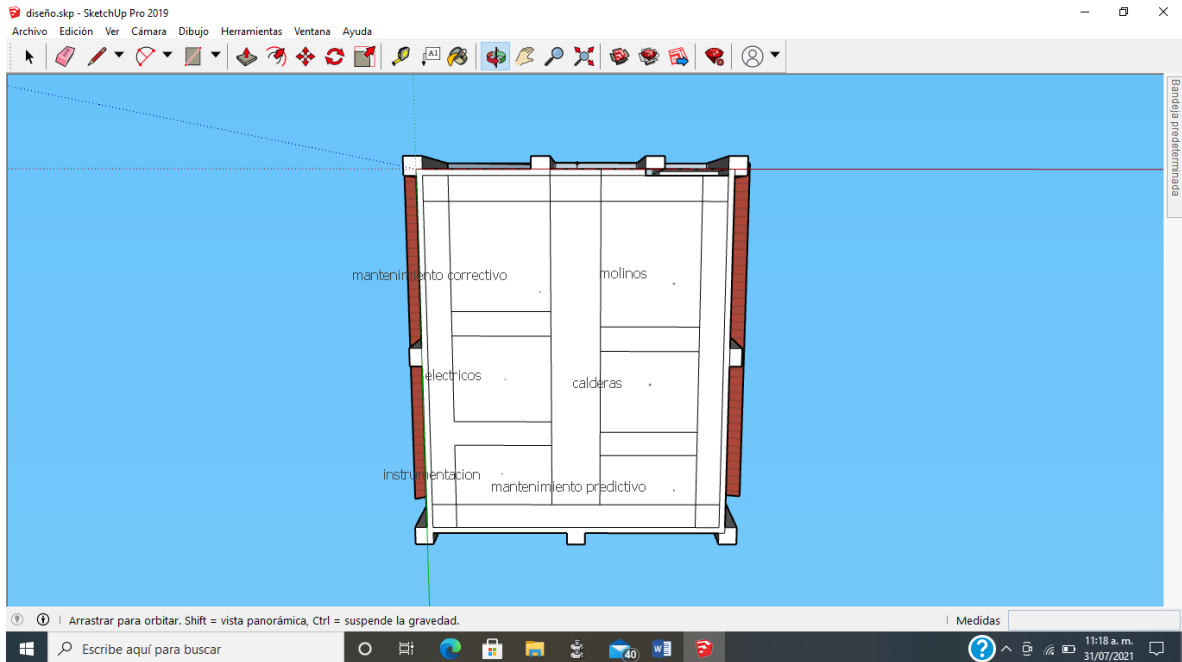 diseño.skp - SketchUp Pro 2019
Archivo Edición Ver Cámara Dibujo Herramientas Ventana Ayuda
A1
Bandeja predeterminada
mantenimiento correctivo
molinos
electricos
calderas
instrumentacion
mantenimiento predictivo
Arrastrar para orbitar. Shift = vista panorámica, Ctrl = suspende la gravedad.
Medidas
Escribe aquí para buscar
40
W
?
11:18 a. m.
31/07/2021